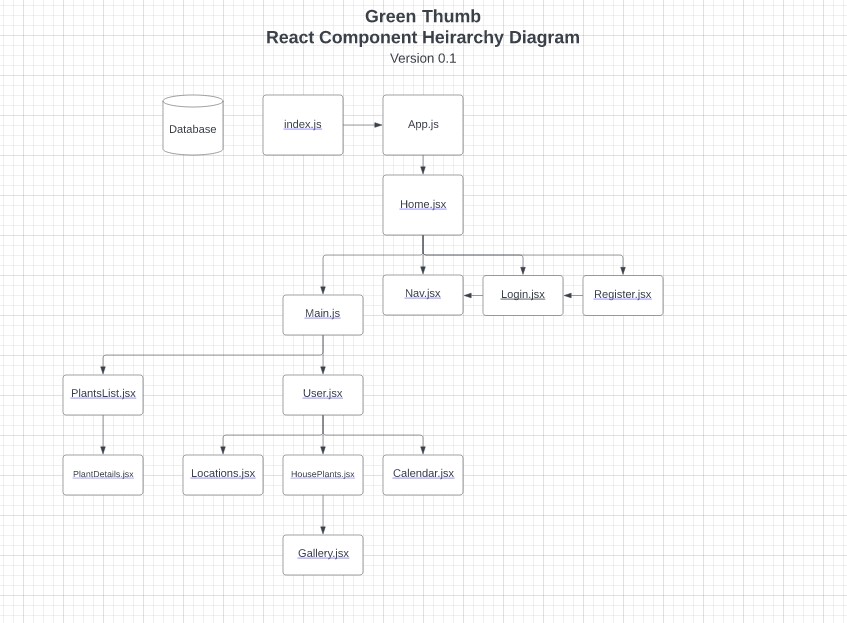 Green Thumb
React Component Heirarchy Diagram
Version 0.1
Database
index.js
App.js
Home.jsx
Main.js
Nav.jsx
Login.jsx
Register.jsx
PlantsList.jsx
User.jsx
PlantDetails.jsx
Locations.jsx
HousePlants.jsx
Calendar.jsx
Gallery.jsx